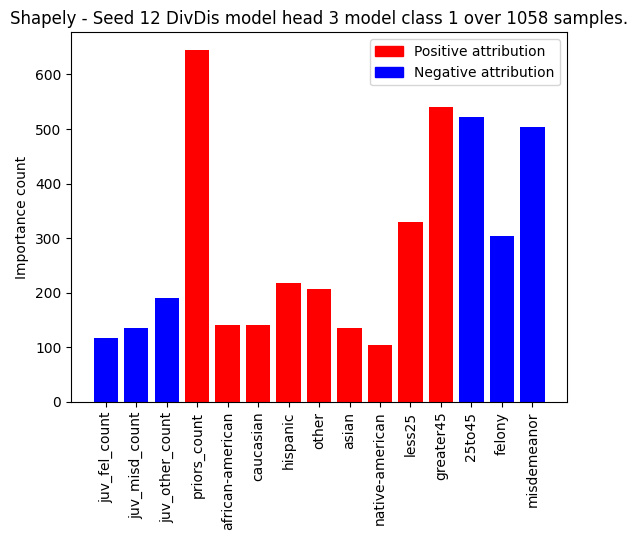 Shapely - Seed 12 DivDis model head 3 model class 1 over 1058 samples.
Positive attribution
Negative attribution
Importance count
600
500
400
300
200
100
0
juv_fel_count
juv_misd_count
juv_other_count
priors_count
african-american
caucasian
hispanic
other
asian
native-american
less25
greater45
25to45
felony
misdemeanor